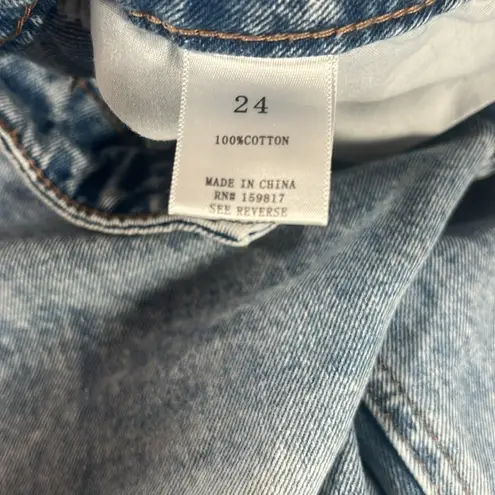 24
100%COTTON
MADE IN CHINA
RN# 159817
SEE REVERSE